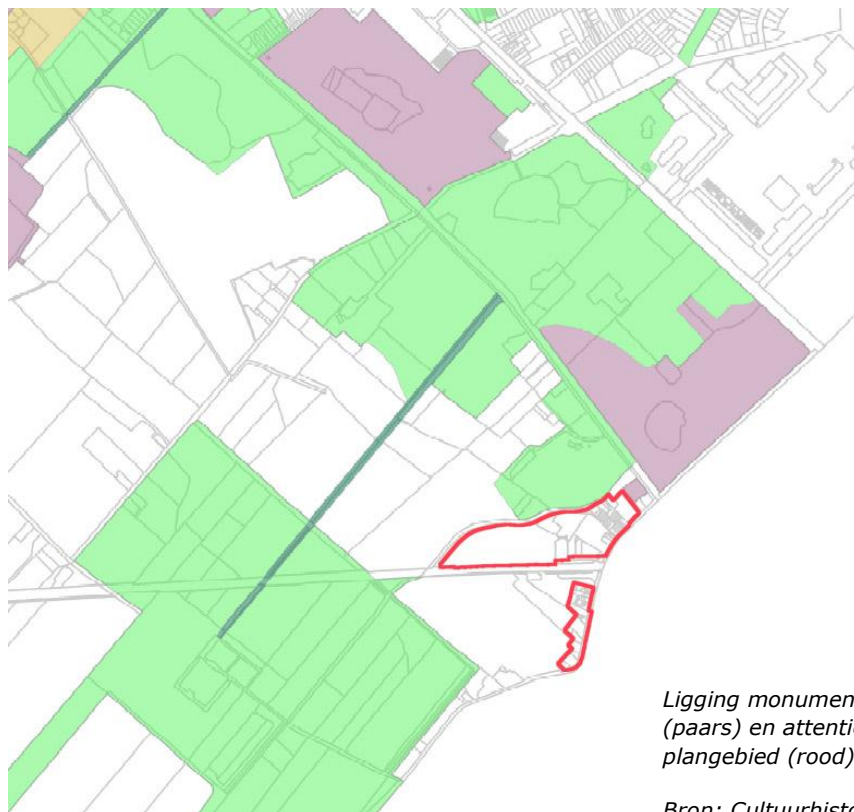 Ligging monumen
(paars) en attenti
plangebied (rood)
Bron: Cultuurhisto